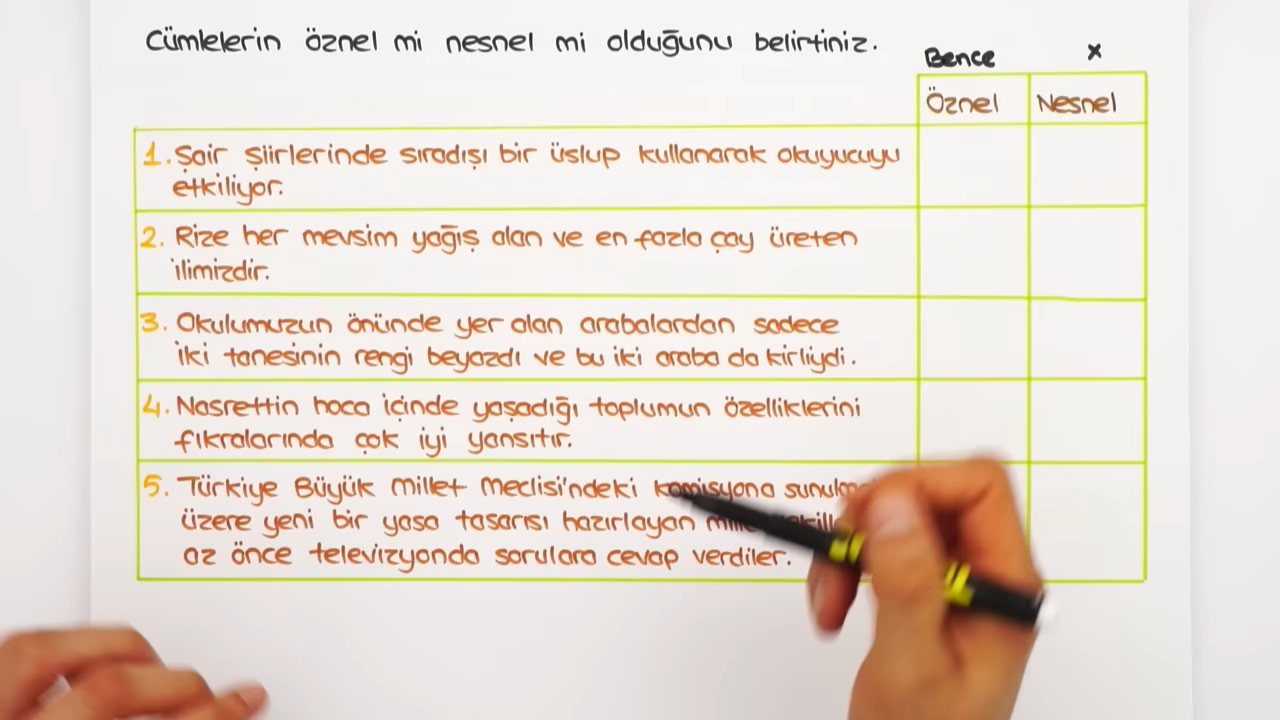 Cümlelerin öznel mi nesnel mi olduğunu belirtiniz.
Bence x
Öznel Nesnel
1. Şair şiirlerinde sıradışı bir üslup kullanarak okuyucuyu
etkiliyor.
2. Rize her mevsim yağış alan ve en fazla çay üreten
ilimizdir.
3. Okulumuzun önünde yer alan arabalardan sadece
iki tanesinin rengi beyazdı ve bu iki araba da kirliydi.
4. Nasrettin hoca içinde yaşadığı toplumun özelliklerini
fıkralarında çok iyi yansıtır.
5. Türkiye Büyük Millet Meclisi'ndeki komisyona
üzere yeni bir yasa tasarısı hazırlayan
az önce televizyonda sorulara cevap verdiler.